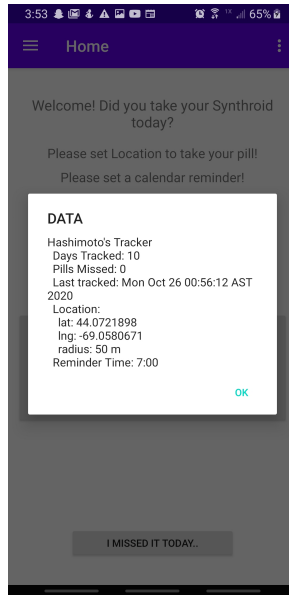 3:53 1X 65%
Home
Welcome! Did you take your Synthroid
today?
Please set Location to take your pill!
Please set a calendar reminder!
DATA
Hashimoto's Tracker
Days Tracked: 10
Pills Missed: 0
Last tracked: Mon Oct 26 00:56:12 AST
2020
Location:
lat: 44.0721898
lng: -69.0580671
radius: 50 m
Reminder Time: 7:00
OK
I MISSED IT TODAY..